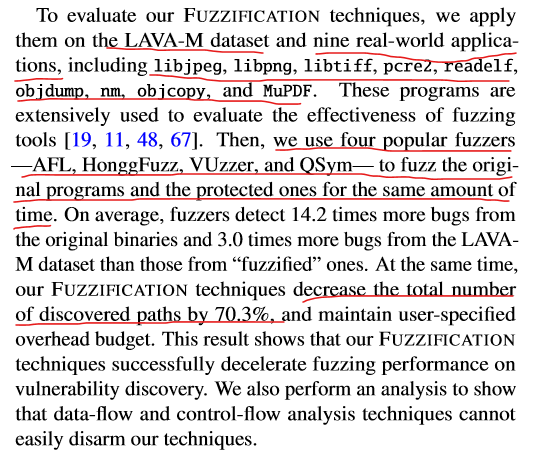 To evaluate our FUZZIFICATION techniques, we apply
them on the LAVA-M dataset and nine real-world applica-
tions, including libjpeg, libpng, libtiff, pcre2, readelf,
objdump, nm, objcopy, and MuPDF. These programs are
extensively used to evaluate the effectiveness of fuzzing
tools [19, 11, 48, 67]. Then, we use four popular fuzzers
—AFL, HonggFuzz, VUzzer, and QSym— to fuzz the origi-
nal programs and the protected ones for the same amount of
time. On average, fuzzers detect 14.2 times more bugs from
the original binaries and 3.0 times more bugs from the LAVA-
M dataset than those from “fuzzified” ones. At the same time,
our FUZZIFICATION techniques decrease the total number
of discovered paths by 70.3%, and maintain user-specified
overhead budget. This result shows that our FUZZIFICATION
techniques successfully decelerate fuzzing performance on
vulnerability discovery. We also perform an analysis to show
that data-flow and control-flow analysis techniques cannot
easily disarm our techniques.